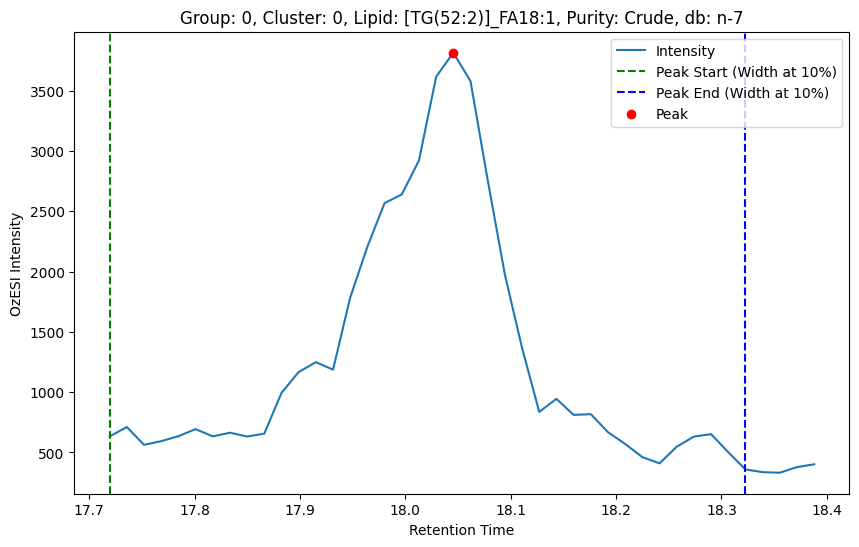 Group: 0, Cluster: 0, Lipid: [TG(52:2)]_FA18:1, Purity: Crude, db: n-7
Intensity
Peak Start (Width at 10%)
Peak End (Width at 10%)
Peak
OzESI Intensity
3500
3000
2500
2000
1500
1000
500
17.7 17.8 17.9 18.0 18.1 18.2 18.3 18.4
Retention Time